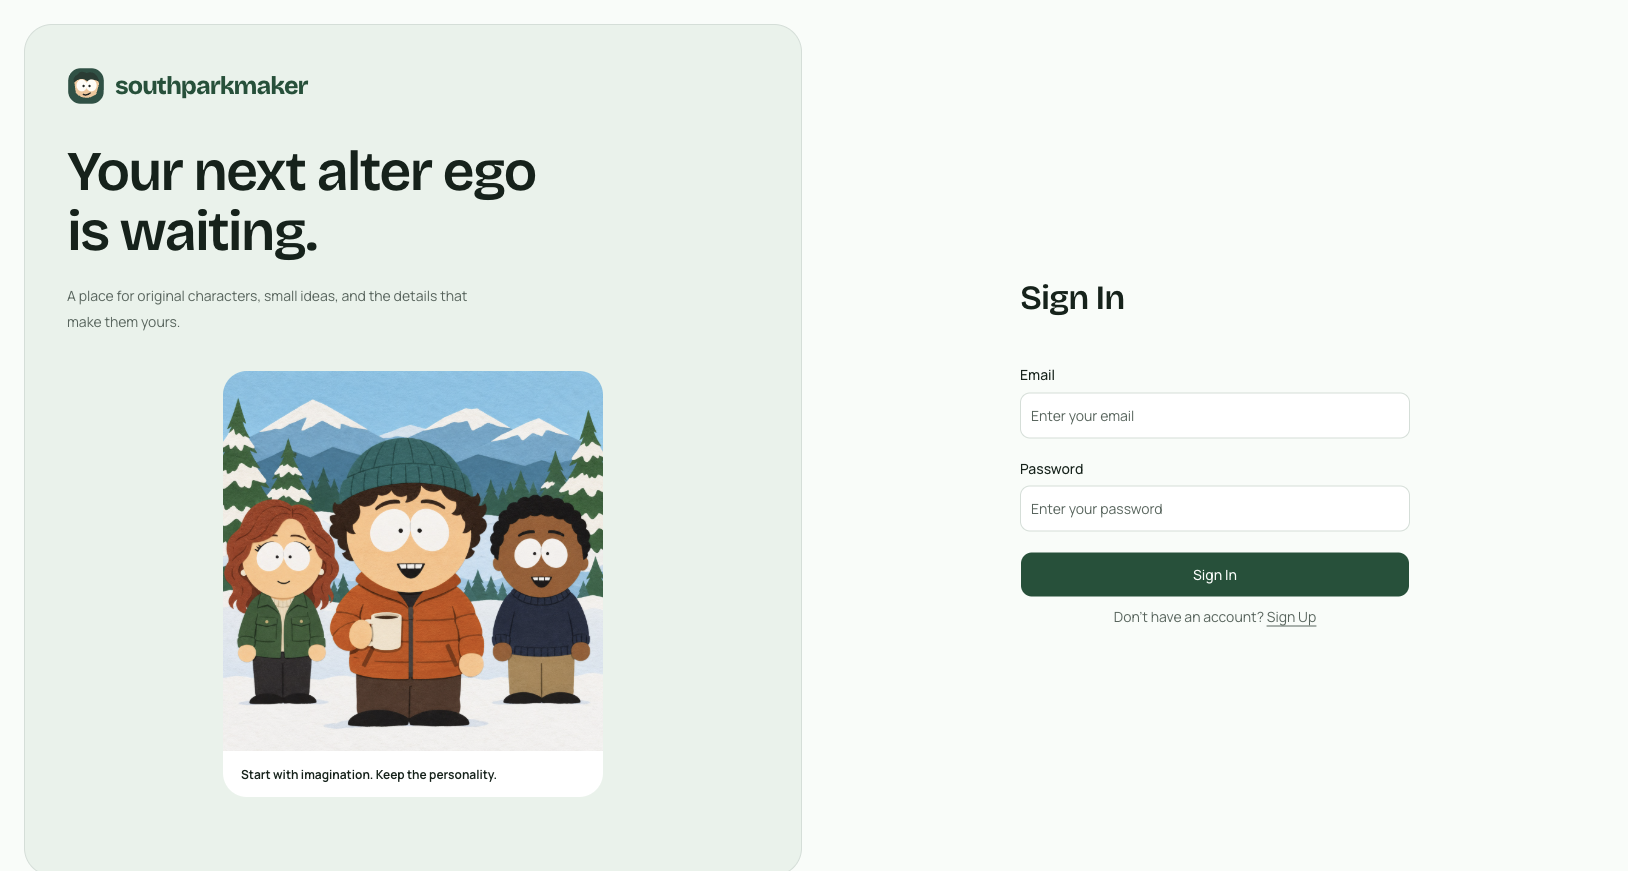 southparkmaker
Your next alter ego
is waiting.
A place for original characters, small ideas, and the details that
make them yours.
Start with imagination. Keep the personality.
Sign In
Email
Enter your email
Password
Enter your password
Sign In
Don't have an account? Sign Up